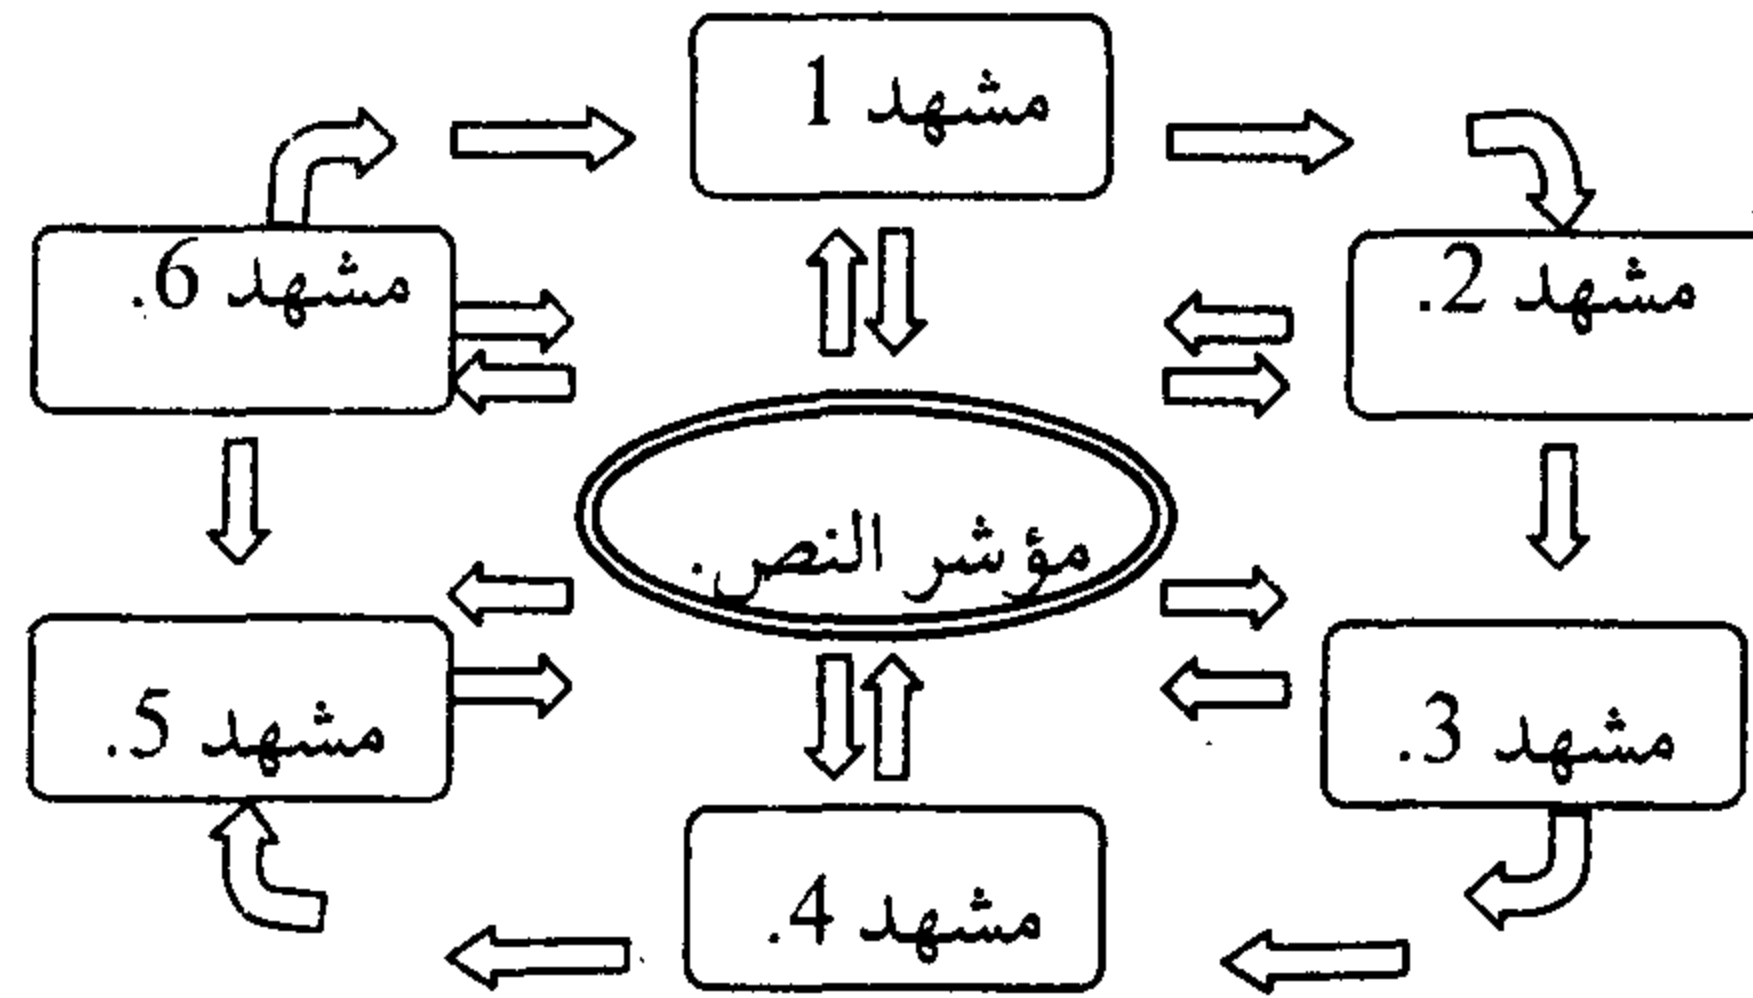 مشهد 1
مشهد 2.
مشهد 6.
مؤشر النص.
مشهد 3.
مشهد 5.
مشهد 4.